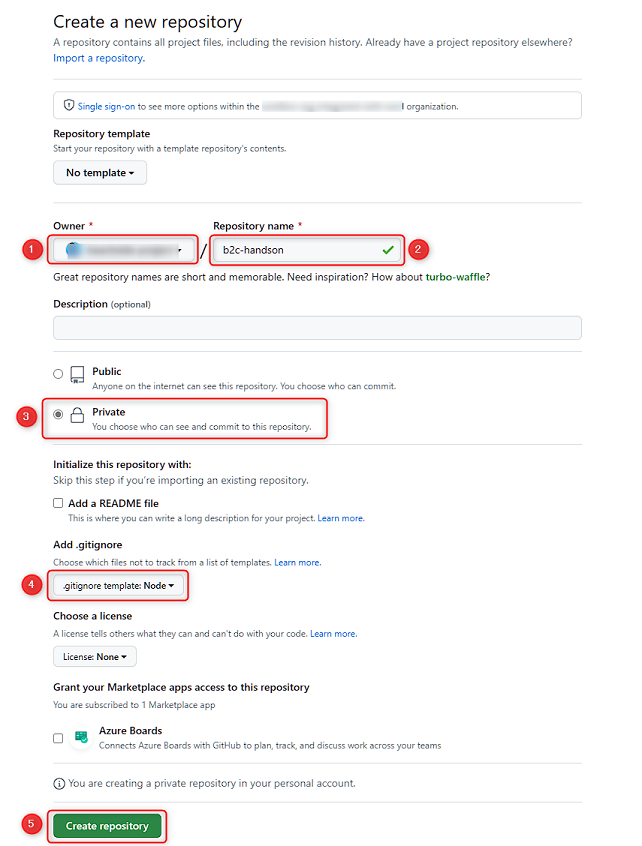 Create a new repository
A repository contains all project files, including the revision history. Already have a project repository elsewhere?
Import a repository.
Single sign-on to see more options within the organization.
Repository template
Start your repository with a template repository's contents.
No template
Owner * Repository name *
1 / b2c-handson 2
Great repository names are short and memorable. Need inspiration? How about turbo-waffle?
Description (optional)
Public
Anyone on the internet can see this repository. You choose who can commit.
3 Private
You choose who can see and commit to this repository.
Initialize this repository with:
Skip this step if you're importing an existing repository.
Add a README file
This is where you can write a long description for your project. Learn more.
Add .gitignore
Choose which files not to track from a list of templates. Learn more.
4 .gitignore template: Node
Choose a license
A license tells others what they can and can't do with your code. Learn more.
License: None
Grant your Marketplace apps access to this repository
You are subscribed to 1 Marketplace app
Azure Boards
Connects Azure Boards with GitHub to plan, track, and discuss work across your teams
You are creating a private repository in your personal account.
5 Create repository